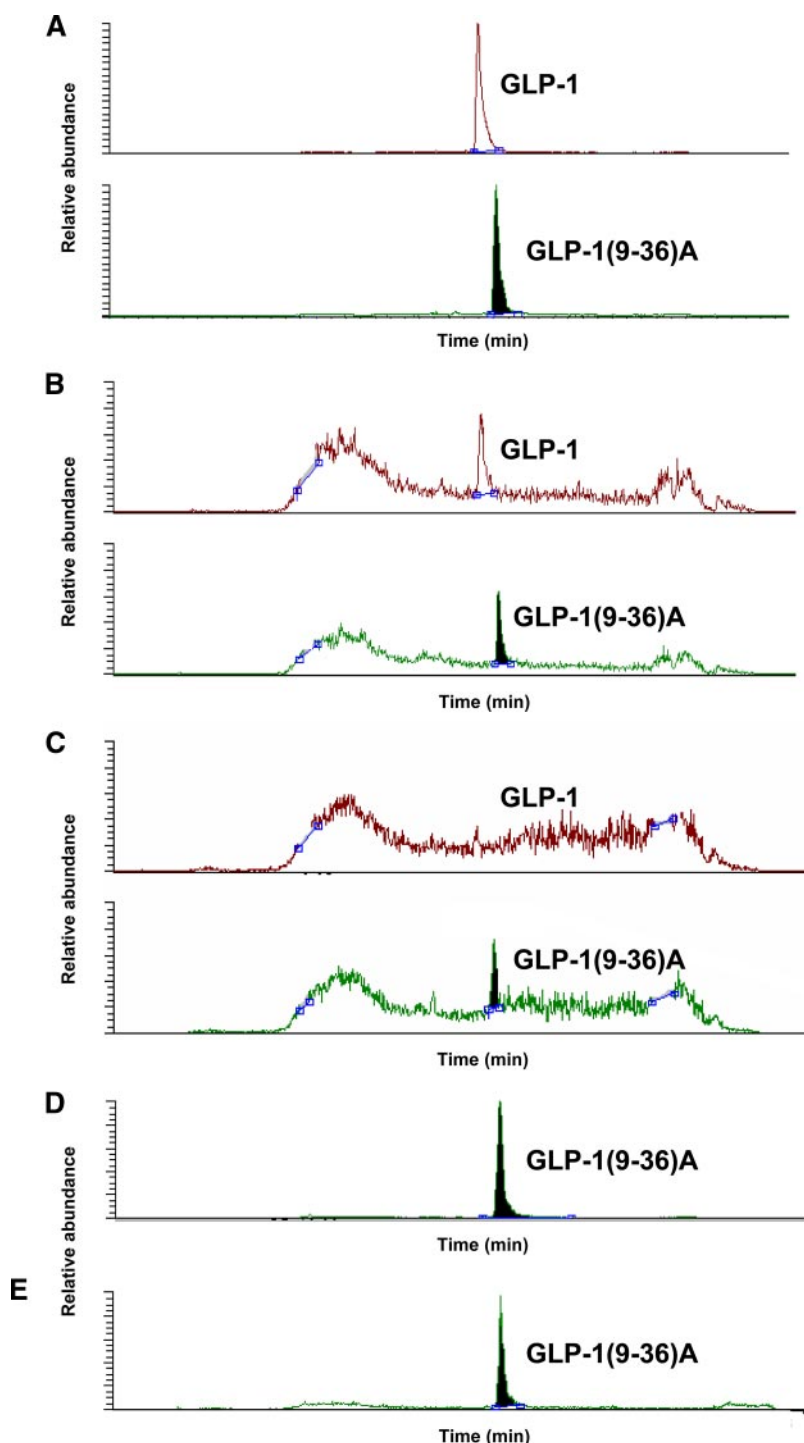 A
Relative abundance
GLP-1
GLP-1(9-36)A
Time (min)
B
Relative abundance
GLP-1
GLP-1(9-36)A
Time (min)
C
Relative abundance
GLP-1
GLP-1(9-36)A
Time (min)
D
Relative abundance
GLP-1(9-36)A
Time (min)
E
GLP-1(9-36)A
Time (min)